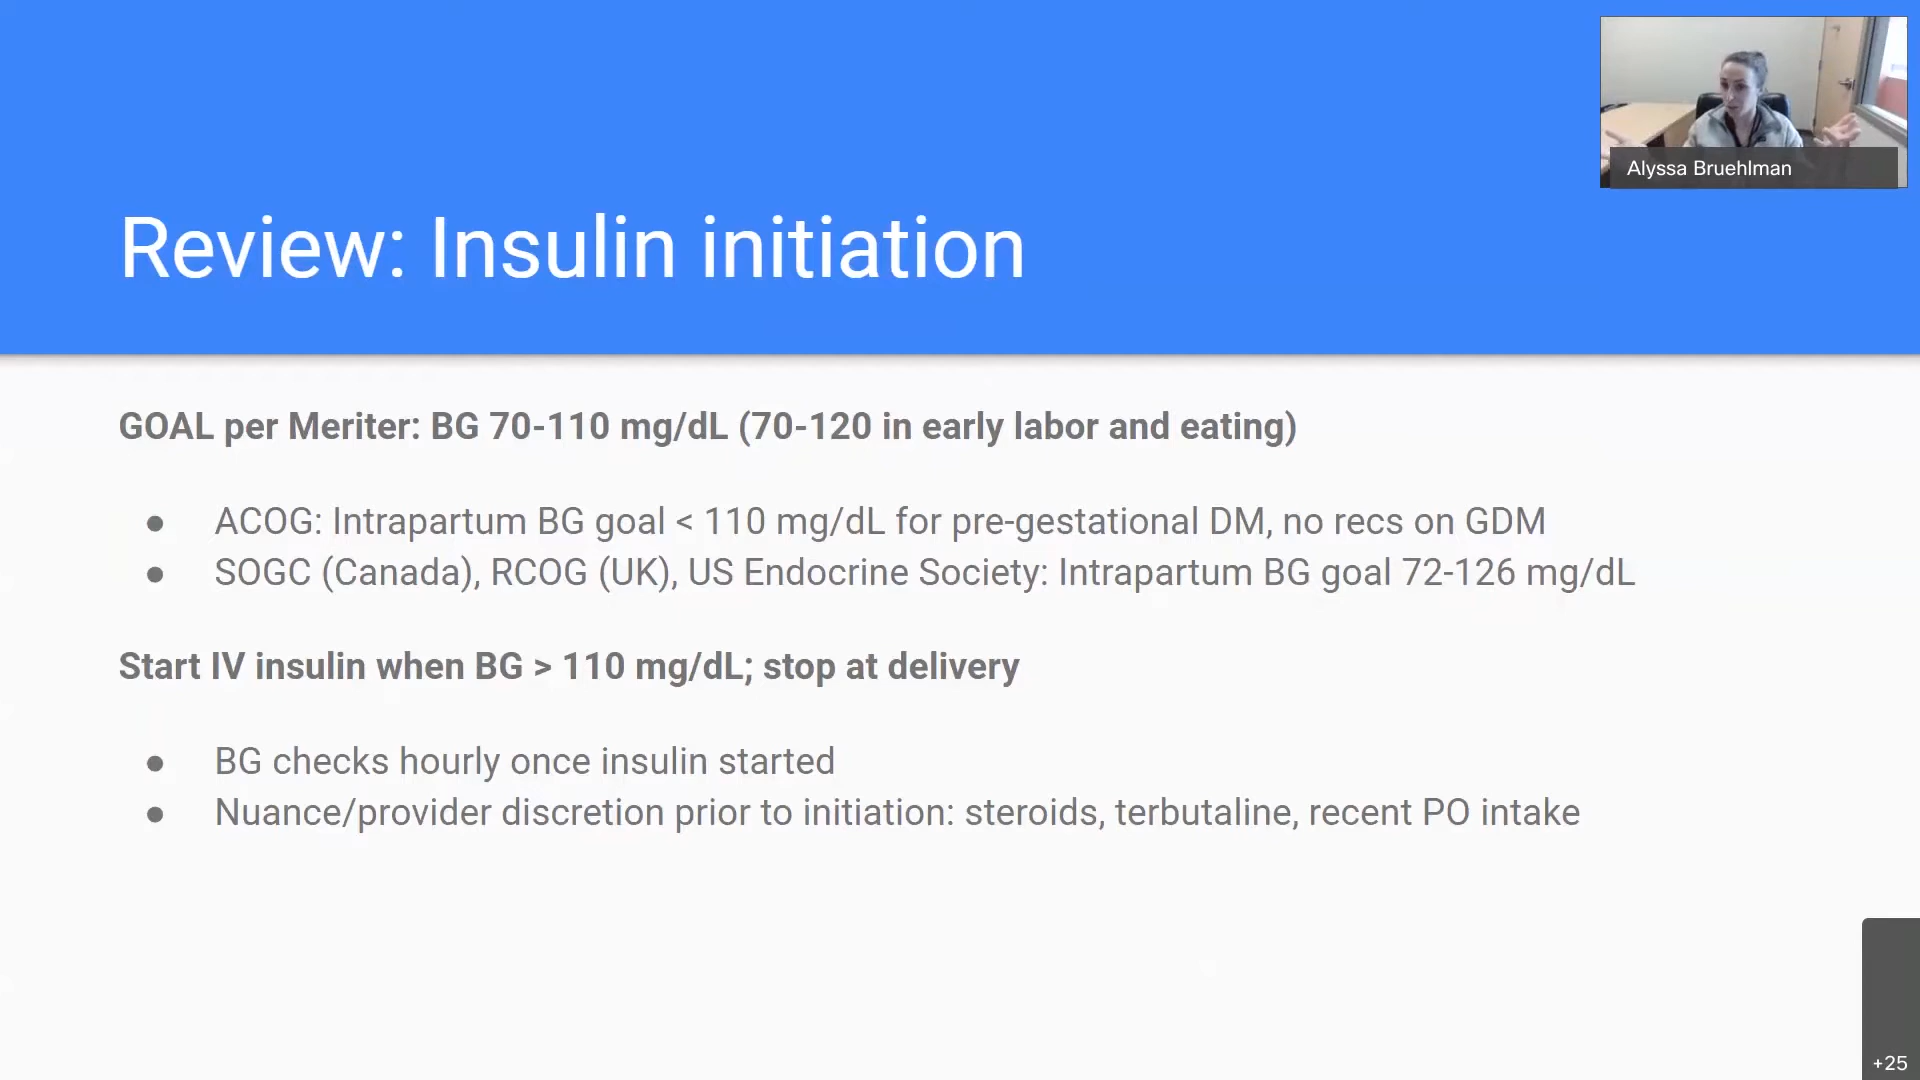 Alyssa Bruehlman
Review: Insulin initiation
GOAL per Meriter: BG 70-110 mg/dL (70-120 in early labor and eating)
● ACOG: Intrapartum BG goal < 110 mg/dL for pre-gestational DM, no recs on GDM
● SOGC (Canada), RCOG (UK), US Endocrine Society: Intrapartum BG goal 72-126 mg/dL
Start IV insulin when BG > 110 mg/dL; stop at delivery
● BG checks hourly once insulin started
● Nuance/provider discretion prior to initiation: steroids, terbutaline, recent PO intake
+25